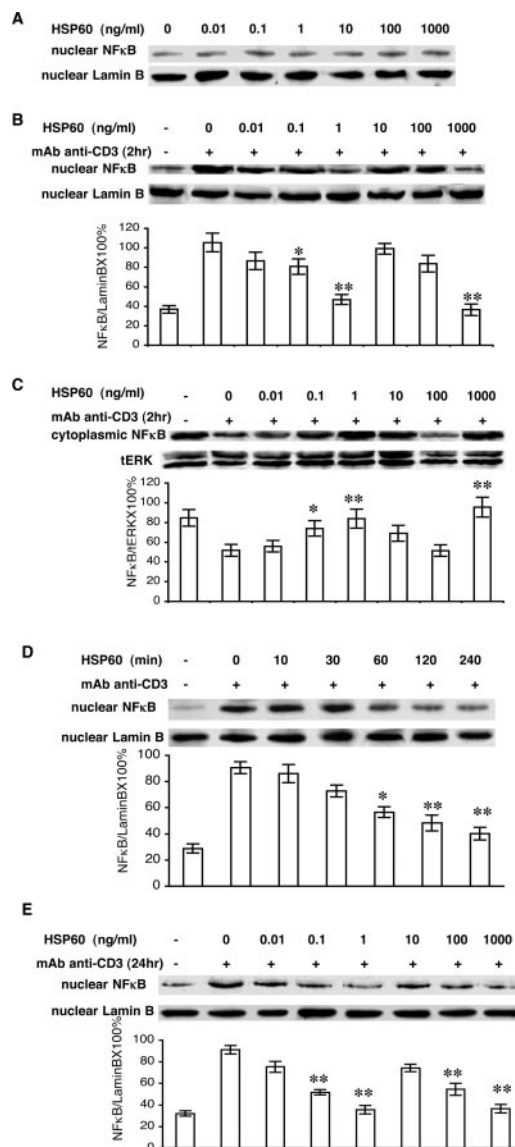 A
HSP60 (ng/ml) 0 0.01 0.1 1 10 100 1000
nuclear NFκB
nuclear Lamin B
B
HSP60 (ng/ml) - 0 0.01 0.1 1 10 100 1000
mAb anti-CD3 (2hr) - + + + + + + +
nuclear NFκB
nuclear Lamin B
NFκB/LaminBX100%
120
100
80
60
40
20
0
* ** **
C
HSP60 (ng/ml) - 0 0.01 0.1 1 10 100 1000
mAb anti-CD3 (2hr) - + + + + + + +
cytoplasmic NFκB
tERK
NFκB/tERKX100%
120
100
80
60
40
20
0
* ** **
D
HSP60 (min) - 0 10 30 60 120 240
mAb anti-CD3 - + + + + + +
nuclear NFκB
nuclear Lamin B
NFκB/LaminBX100%
100
80
60
40
20
0
* ** **
E
HSP60 (ng/ml) - 0 0.01 0.1 1 10 100 1000
mAb anti-CD3 (24hr) - + + + + + + +
nuclear NFκB
nuclear Lamin B
NFκB/LaminBX100%
100
80
60
40
20
0
** ** ** **